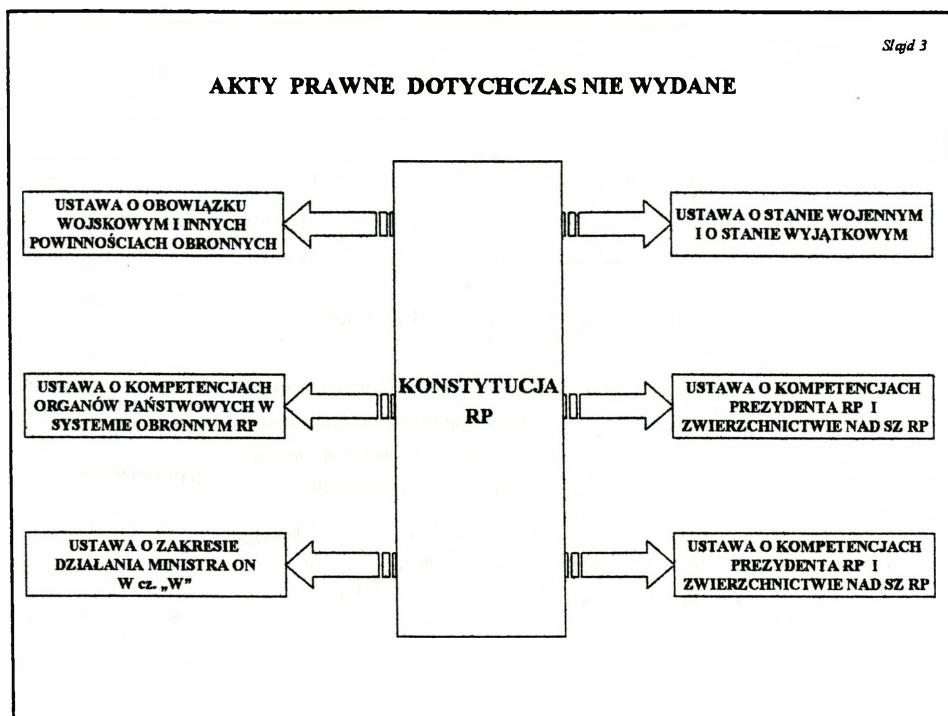 Slajd 3
AKTY PRAWNE DOTYCHCZAS NIE WYDANE
USTAWA O OBOWIĄZKU
WOJSKOWYM I INNYCH
POWINNOŚCIACH OBRONNYCH
USTAWA O KOMPETENCJACH
ORGANÓW PAŃSTWOWYCH W
SYSTEMIE OBRONNYM RP
USTAWA O ZAKRESIE
DZIAŁANIA MINISTRA ON
W cz. „W”
KONSTYTUCJA
RP
USTAWA O STANIE WOJENNYM
I O STANIE WYJĄTKOWYM
USTAWA O KOMPETENCJACH
PREZYDENTA RP I
ZWIERZCHNICTWIE NAD SZ RP
USTAWA O KOMPETENCJACH
PREZYDENTA RP I
ZWIERZCHNICTWIE NAD SZ RP